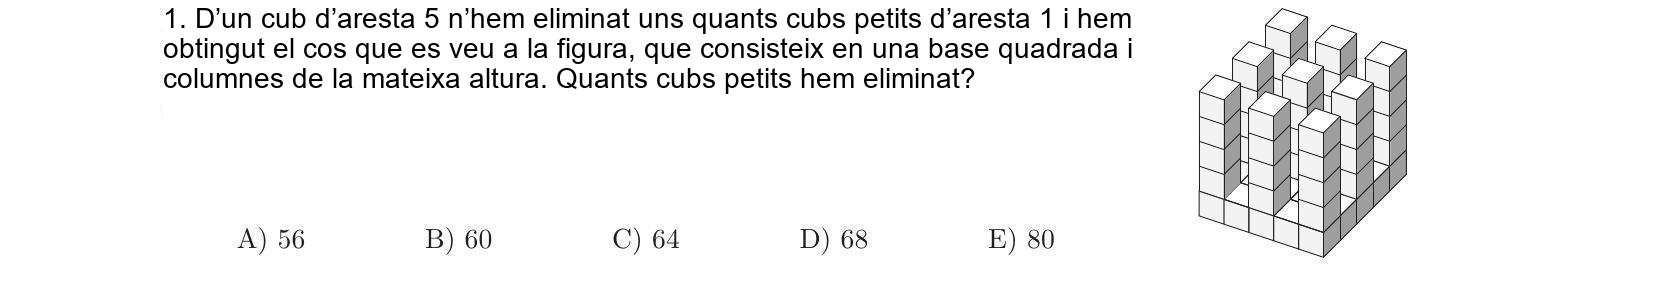 1. D’un cub d’aresta 5 n’hem eliminat uns quants cubs petits d’aresta 1 i hem
obtingut el cos que es veu a la figura, que consisteix en una base quadrada i
columnes de la mateixa altura. Quants cubs petits hem eliminat?
A) 56 B) 60 C) 64 D) 68 E) 80